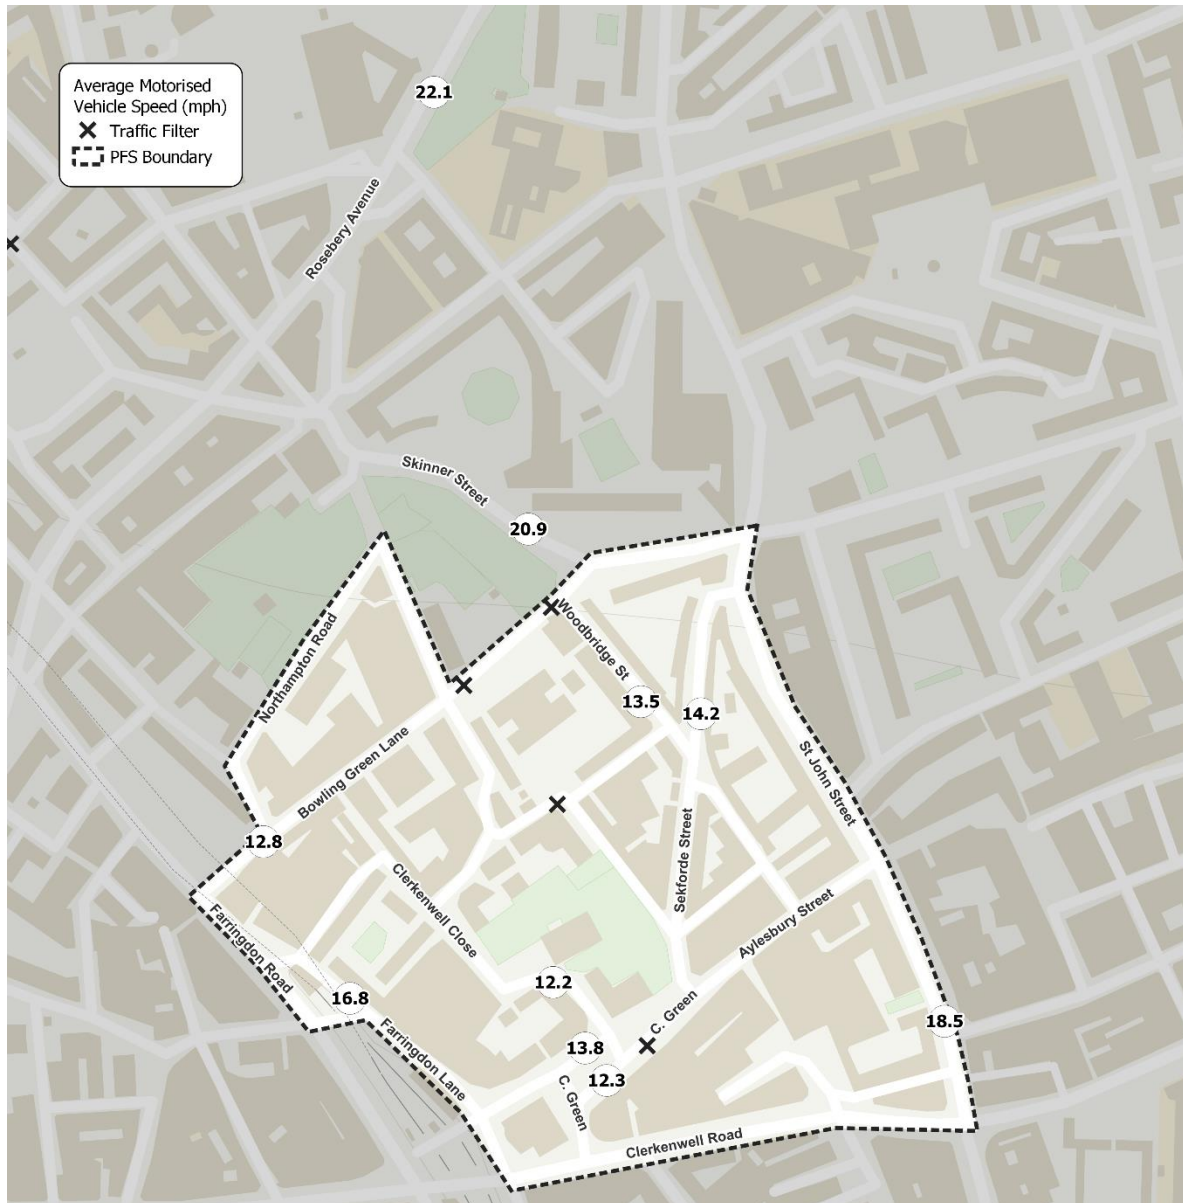 Average Motorised
Vehicle Speed (mph)
Traffic Filter
PFS Boundary
22.1
Rosebery Avenue
Skinner Street
20.9
Woodbridge St
Northampton Road
13.5
14.2
Bowling Green Lane
St John Street
12.8
Sekforde Street
Clerkenwell Close
Aylesbury Street
Farringdon Road
12.2
16.8
C. Green
18.5
13.8
Farringdon Lane
12.3
C. Green
Clerkenwell Road